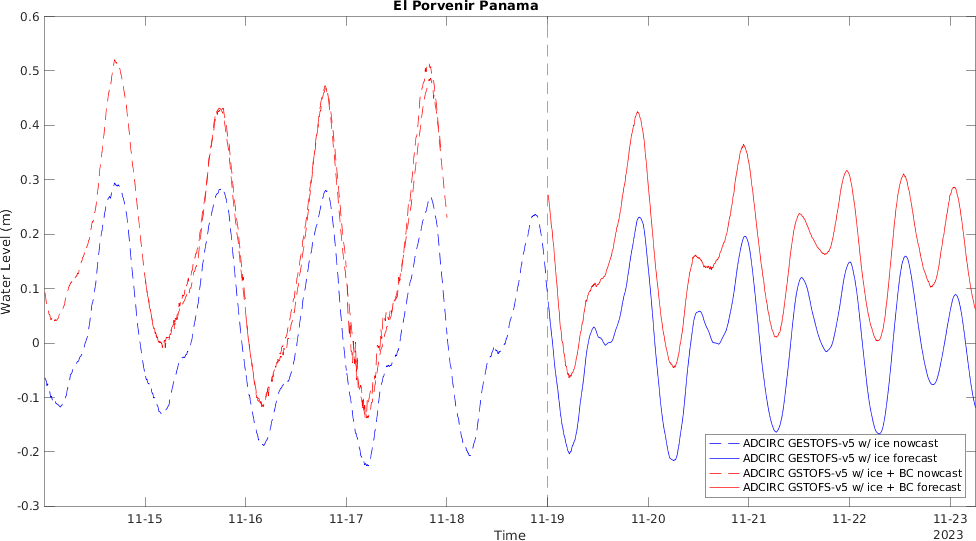 El Porvenir Panama
Water Level (m)
0.6
0.5
0.4
0.3
0.2
0.1
0
-0.1
-0.2
-0.3
11-15
11-16
11-17
11-18
11-19
11-20
11-21
11-22
11-23
2023
Time
ADCIRC GESTOFS-v5 w/ ice nowcast
ADCIRC GESTOFS-v5 w/ ice forecast
ADCIRC GSTOFS-v5 w/ ice + BC nowcast
ADCIRC GSTOFS-v5 w/ ice + BC forecast